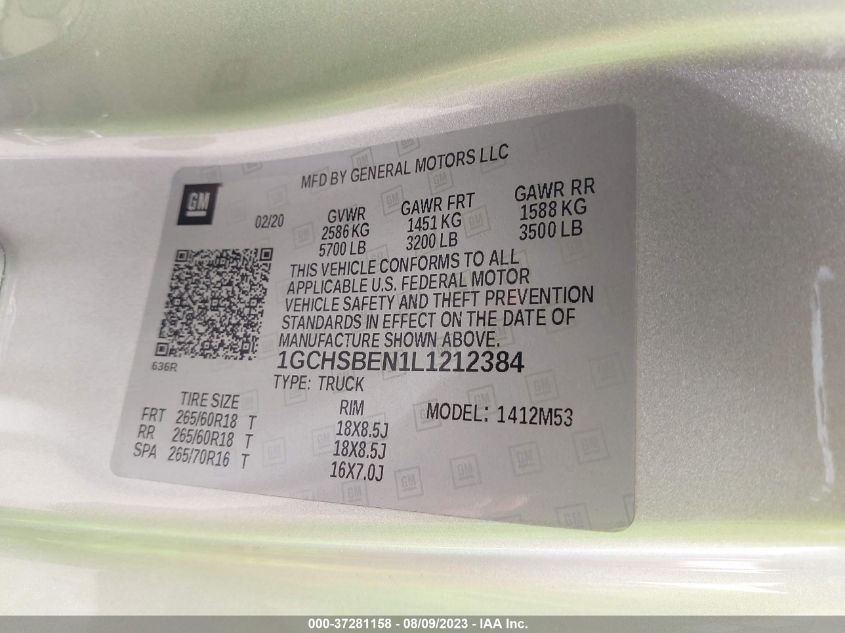 MFD BY GENERAL MOTORS LLC
GM
02/20
GVWR GAWR FRT GAWR RR
2586 KG 1451 KG 1588 KG
5700 LB 3200 LB 3500 LB
THIS VEHICLE CONFORMS TO ALL
APPLICABLE U.S. FEDERAL MOTOR
VEHICLE SAFETY AND THEFT PREVENTION
STANDARDS IN EFFECT ON THE DATE OF
MANUFACTURE SHOWN ABOVE.
636R
1GCHSBEN1L1212384
TYPE: TRUCK
TIRE SIZE RIM MODEL: 1412M53
FRT 265/60R18 T 18X8.5J
RR 265/60R18 T 18X8.5J
SPA 265/70R16 T 16X7.0J
000-37281158 - 08/09/2023 - IAA Inc.